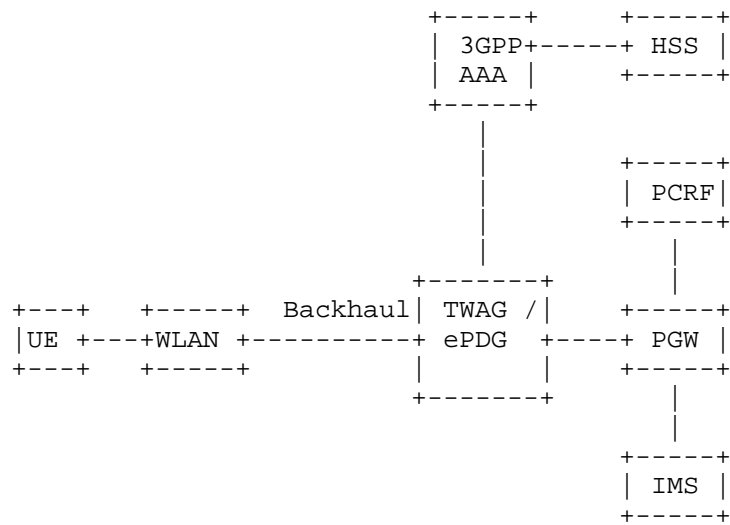 3GPP HSS
AAA
PCRF
Backhaul TWAG /
UE WLAN ePDG PGW
IMS